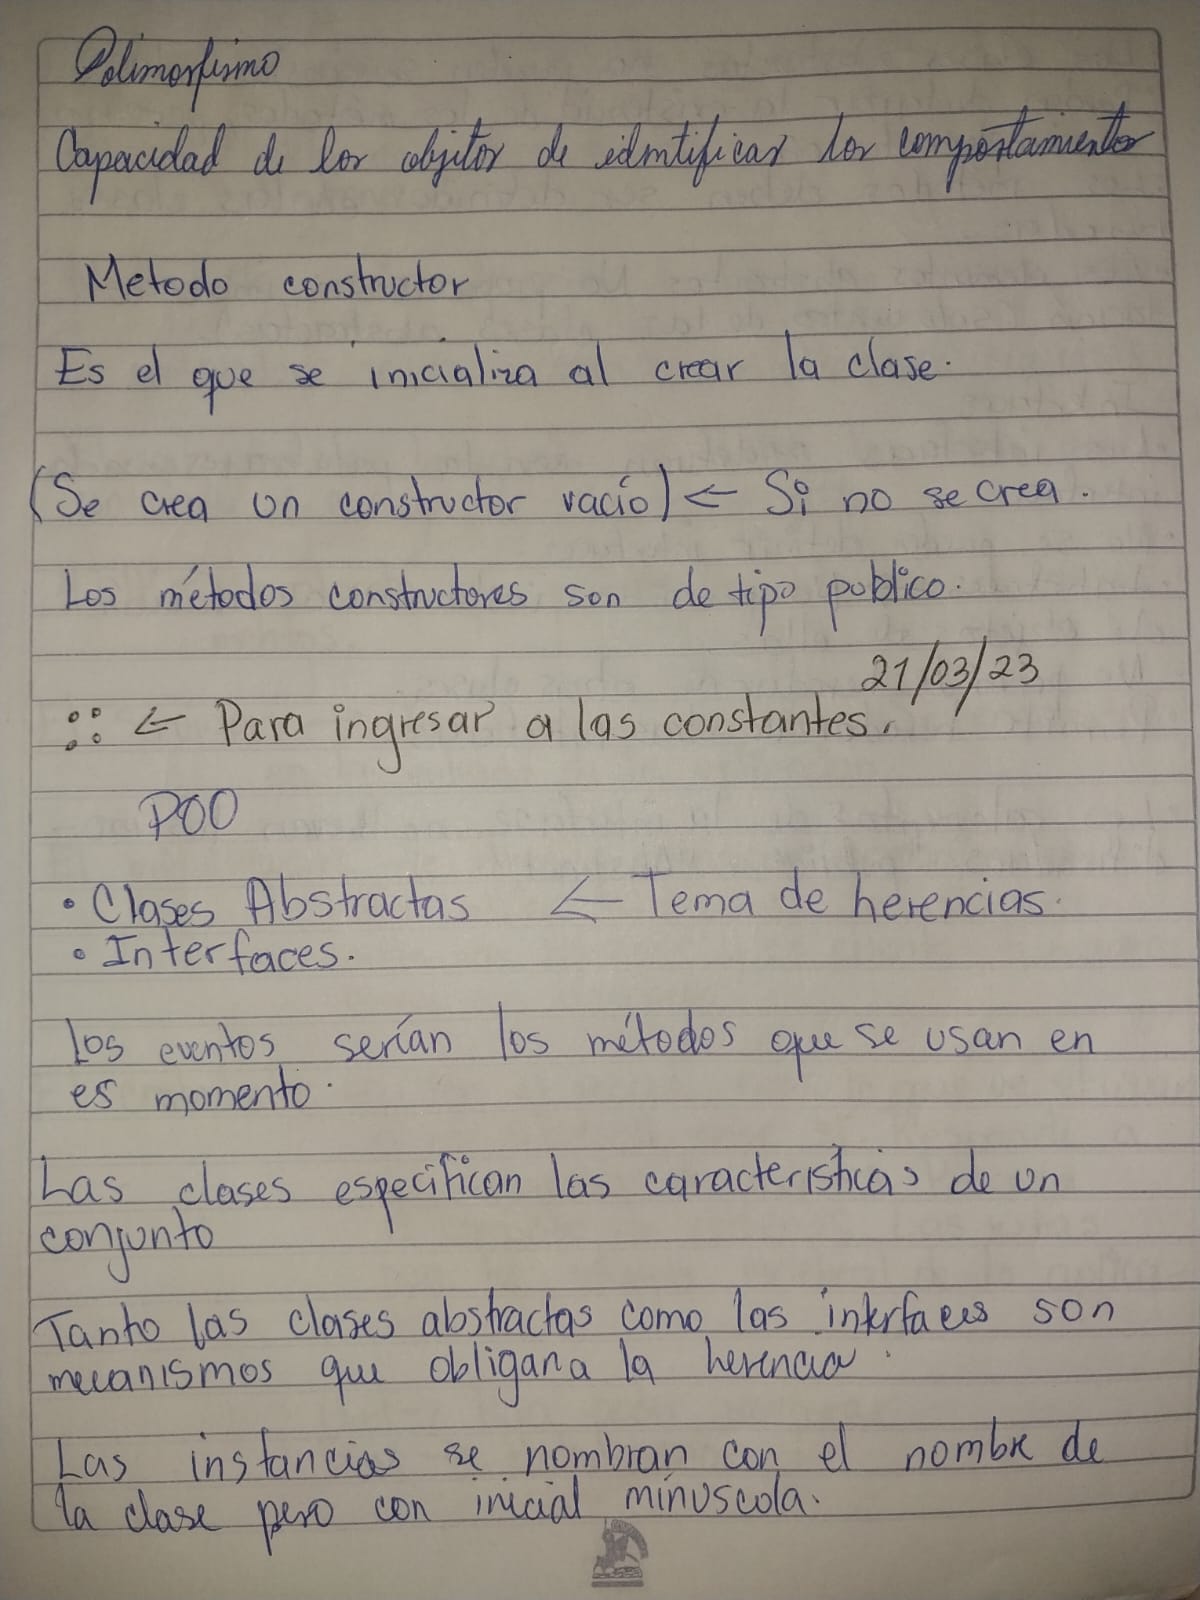 Polimorfismo
Capacidad de los objetos de identificar los comportamientos
Metodo constructor
Es el que se inicializa al crear la clase.
(Se crea un constructor vacío) ← Si no se crea.
Los métodos constructores son de tipo publico.
21/03/23
:: ← Para ingresar a las constantes.
POO
• Clases Abstractas ← Tema de herencias.
• Interfaces.
los eventos serían los métodos que se usan en
es momento.
Las clases especifican las características de un
conjunto
Tanto las clases abstractas como las interfaces son
mecanismos que obligan a la herencia.
Las instancias se nombran con el nombre de
la clase pero con inicial minúscola.